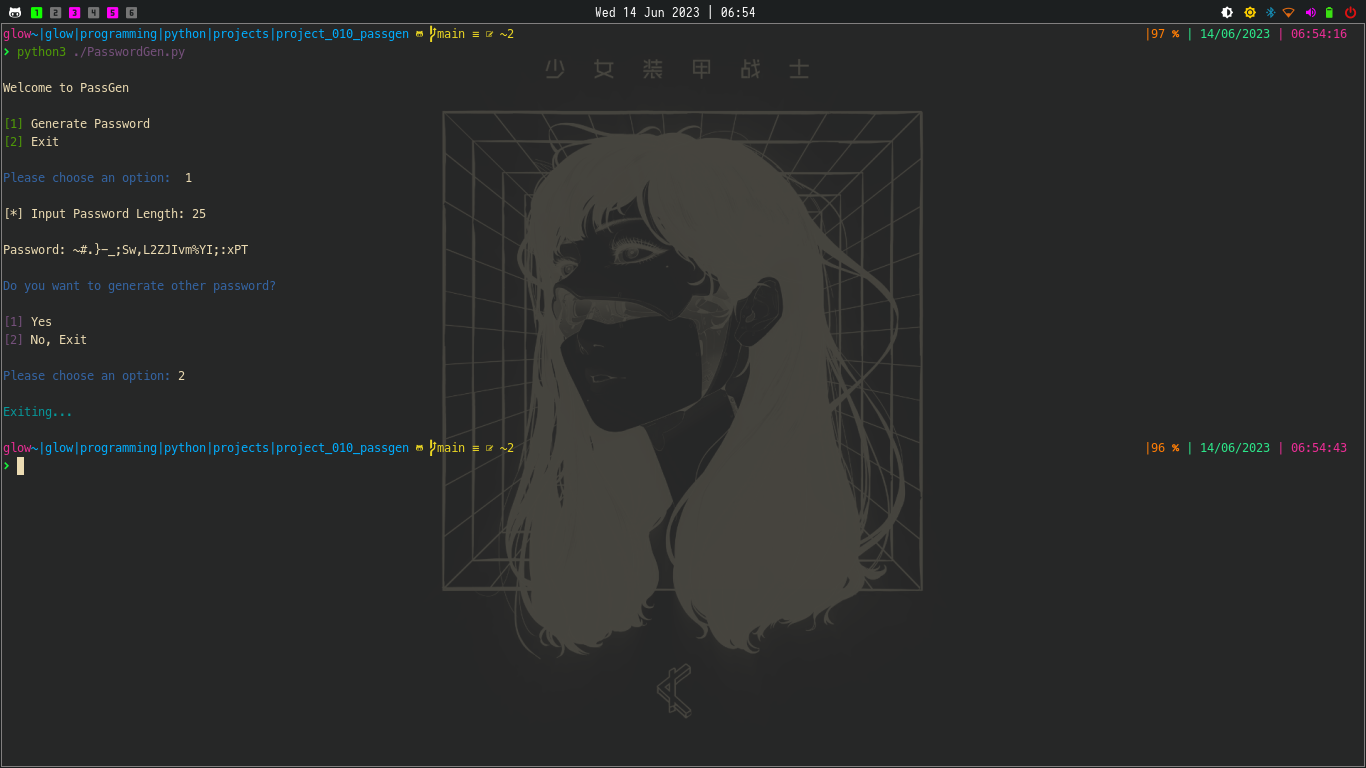 1 2 3 4 5 6 Wed 14 Jun 2023 | 06:54
glow~|glow|programming|python|projects|project_010_passgen main ≡ ~2 |97 % | 14/06/2023 | 06:54:16
› python3 ./PasswordGen.py
少女装甲战士
Welcome to PassGen
[1] Generate Password
[2] Exit
Please choose an option:  1
[*] Input Password Length: 25
Password: ~#.}-_;Sw,L2ZJIvm%YI;:xPT
Do you want to generate other password?
[1] Yes
[2] No, Exit
Please choose an option: 2
Exiting...
glow~|glow|programming|python|projects|project_010_passgen main ≡ ~2 |96 % | 14/06/2023 | 06:54:43
›